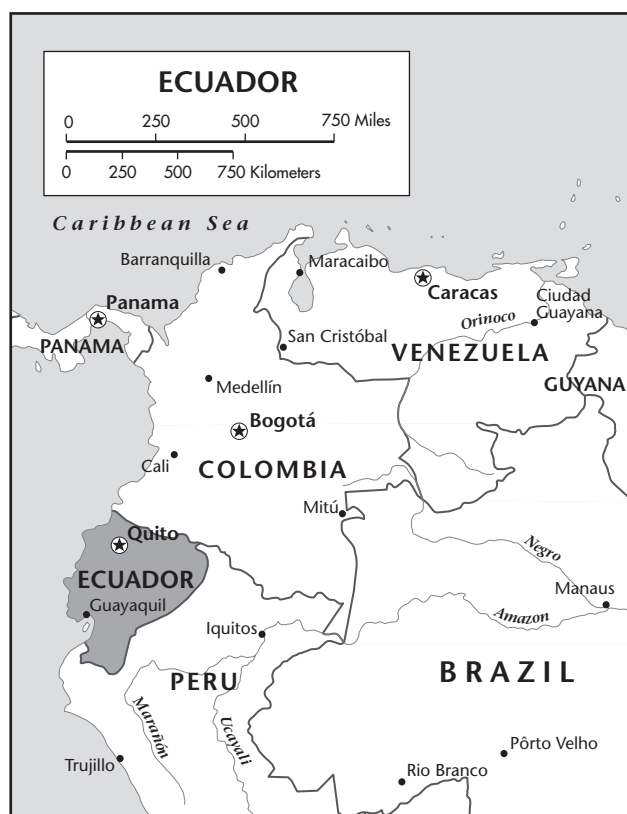 ECUADOR
0 250 500 750 Miles
0 250 500 750 Kilometers
Caribbean Sea
Barranquilla
Maracaibo
Caracas
Panama
Ciudad
Guayana
Orinoco
PANAMA
San Cristóbal
VENEZUELA
GUYANA
Medellín
Bogotá
Cali
COLOMBIA
Mitú
Quito
Negro
ECUADOR
Manaus
Guayaquil
Amazon
Iquitos
PERU
BRAZIL
Marañón
Ucayali
Trujillo
Pôrto Velho
Rio Branco